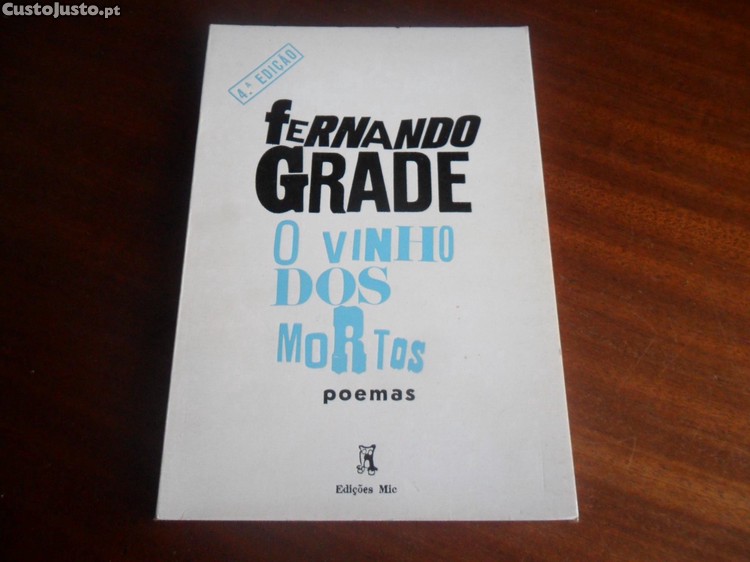 CustoJusto.pt
4.ª EDIÇÃO
fERNANDO
GRADE
O VINHO
DOS
MORTOS
poemas
Edições Mic